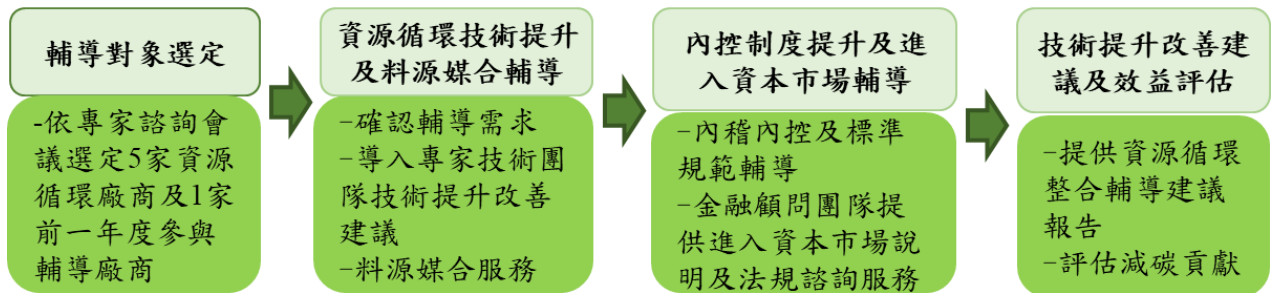 輔導對象選定
-依專家諮詢會
議選定5家資源
循環廠商及1家
前一年度參與
輔導廠商
資源循環技術提升
及料源媒合輔導
-確認輔導需求
-導入專家技術團
隊技術提升改善
建議
-料源媒合服務
內控制度提升及進
入資本市場輔導
-內稽內控及標準
規範輔導
-金融顧問團隊提
供進入資本市場說
明及法規諮詢服務
技術提升改善建
議及效益評估
-提供資源循環
整合輔導建議
報告
-評估減碳貢獻